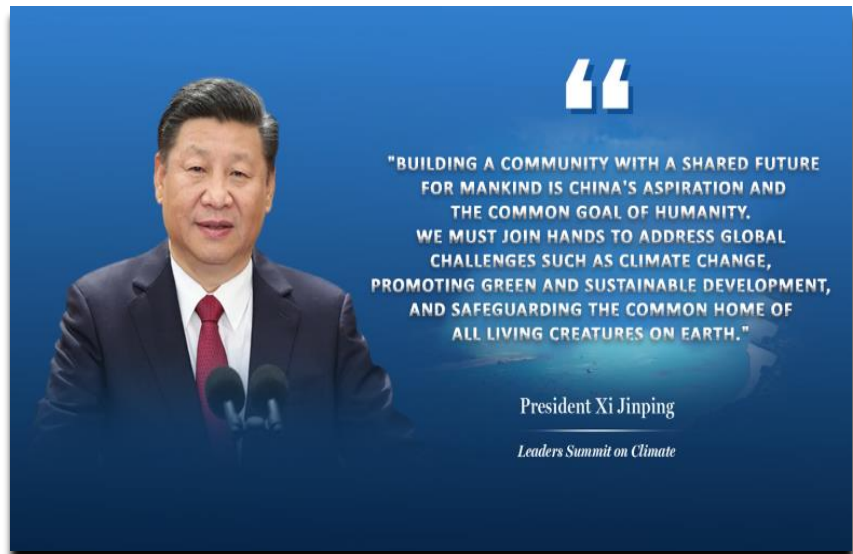 “
"BUILDING A COMMUNITY WITH A SHARED FUTURE
FOR MANKIND IS CHINA'S ASPIRATION AND
THE COMMON GOAL OF HUMANITY.
WE MUST JOIN HANDS TO ADDRESS GLOBAL
CHALLENGES SUCH AS CLIMATE CHANGE,
PROMOTING GREEN AND SUSTAINABLE DEVELOPMENT,
AND SAFEGUARDING THE COMMON HOME OF
ALL LIVING CREATURES ON EARTH."
President Xi Jinping
Leaders Summit on Climate